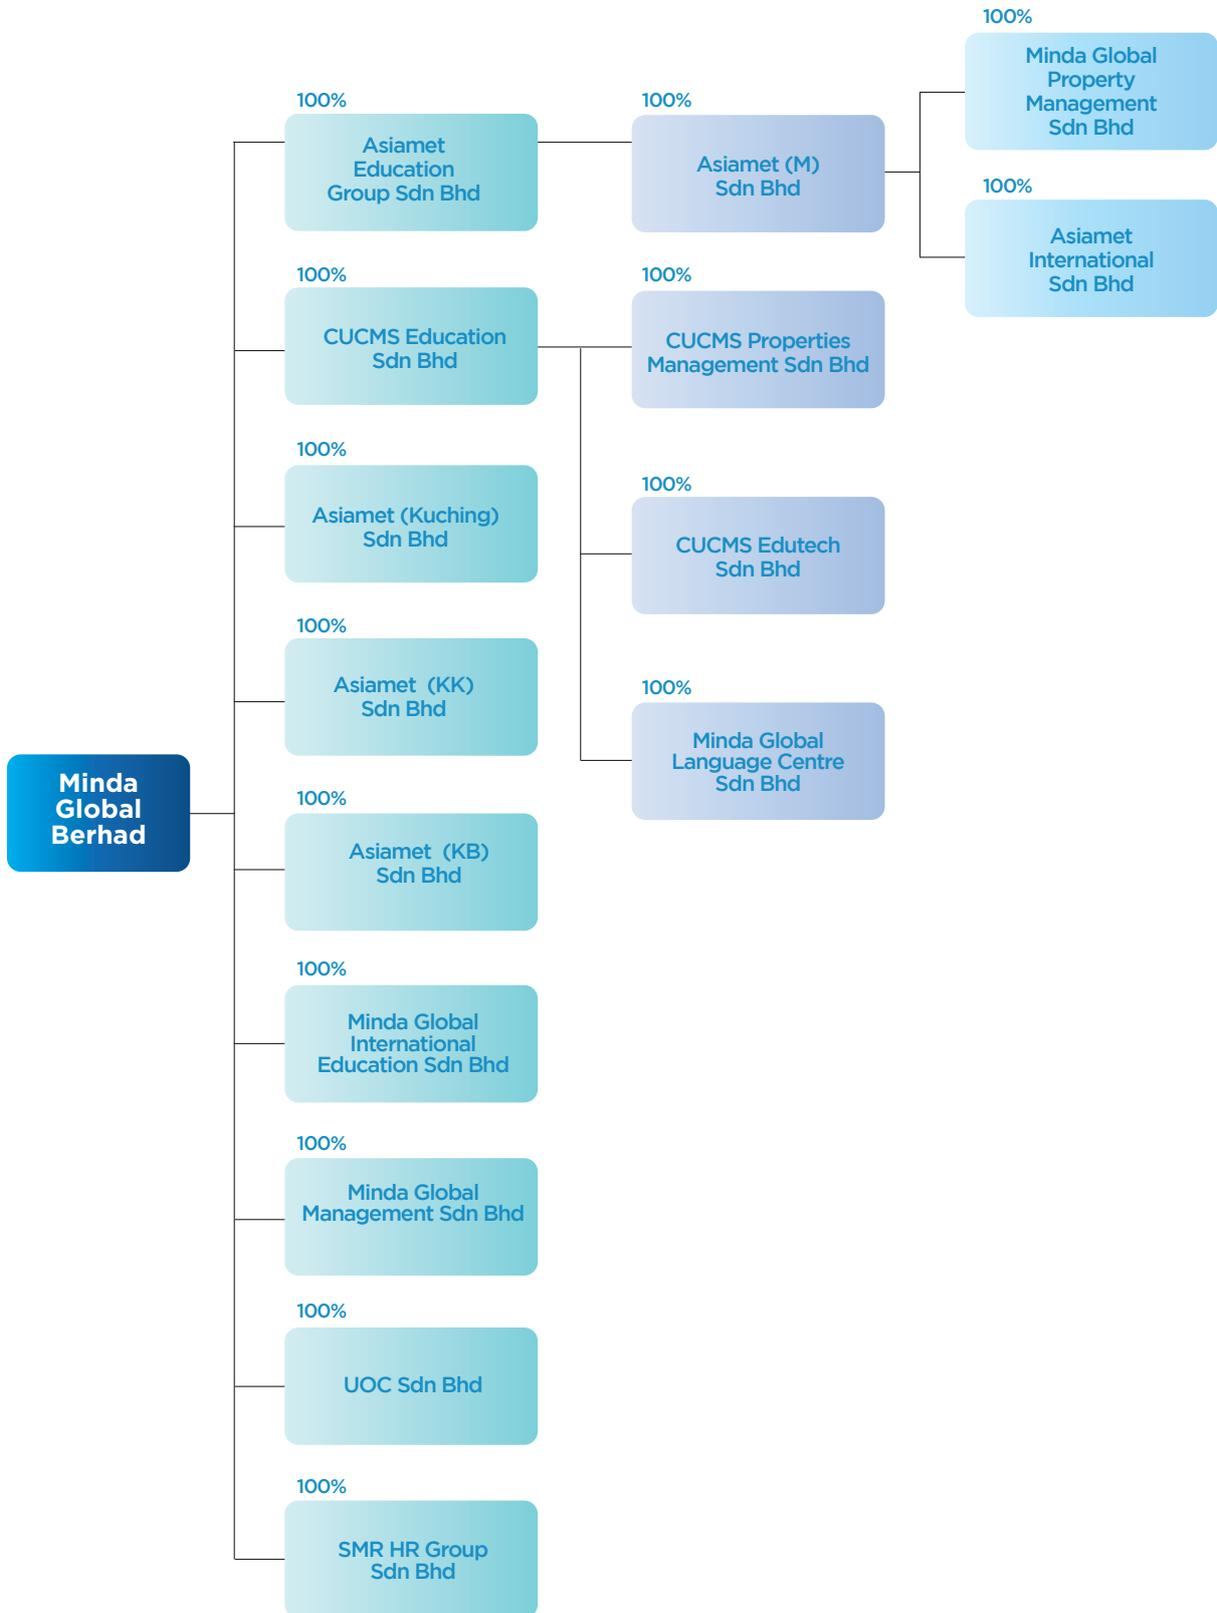 100%
Minda Global
Property
Management
Sdn Bhd
100%
Asiamet
Education
Group Sdn Bhd
100%
Asiamet (M)
Sdn Bhd
100%
Asiamet
International
Sdn Bhd
100%
CUCMS Education
Sdn Bhd
100%
CUCMS Properties
Management Sdn Bhd
100%
Asiamet (Kuching)
Sdn Bhd
100%
CUCMS Edutech
Sdn Bhd
100%
Asiamet (KK)
Sdn Bhd
100%
Minda Global
Language Centre
Sdn Bhd
Minda
Global
Berhad
100%
Asiamet (KB)
Sdn Bhd
100%
Minda Global
International
Education Sdn Bhd
100%
Minda Global
Management Sdn Bhd
100%
UOC Sdn Bhd
100%
SMR HR Group
Sdn Bhd